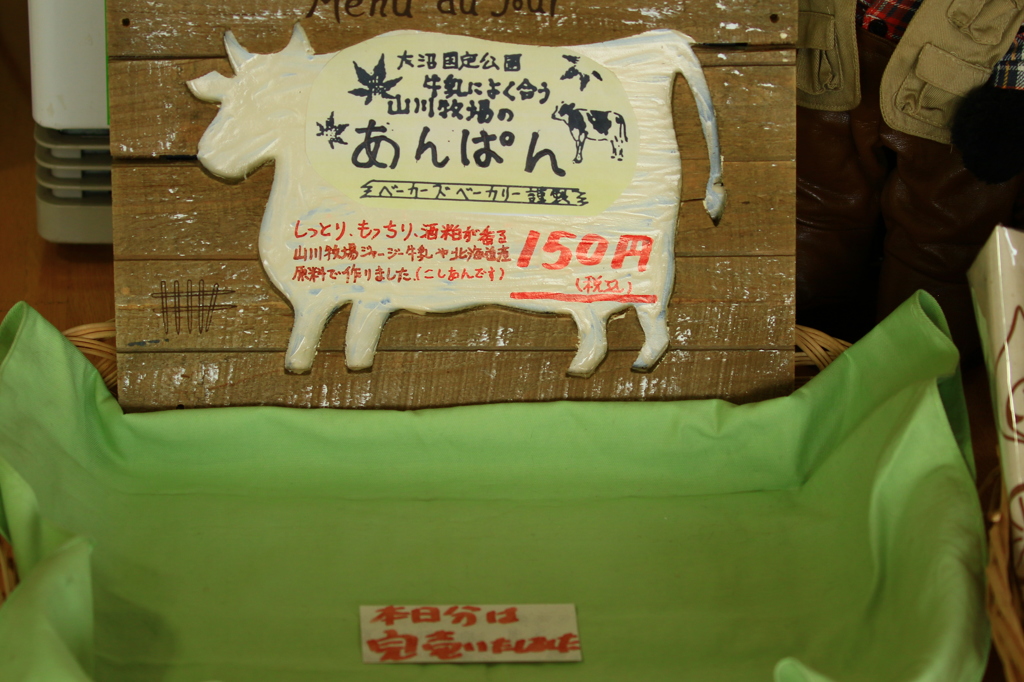 Menu du Jour
大沼国定公園
牛乳によく合う
山川牧場の
あんぱん
ベーカーズベーカリー謹製
しっとり、もっちり、酒粕が香る
山川牧場ジャージー牛乳や北海道産
原料で作りました。(こしあんです)
150円
(税込)
本日分は
完売いたしました